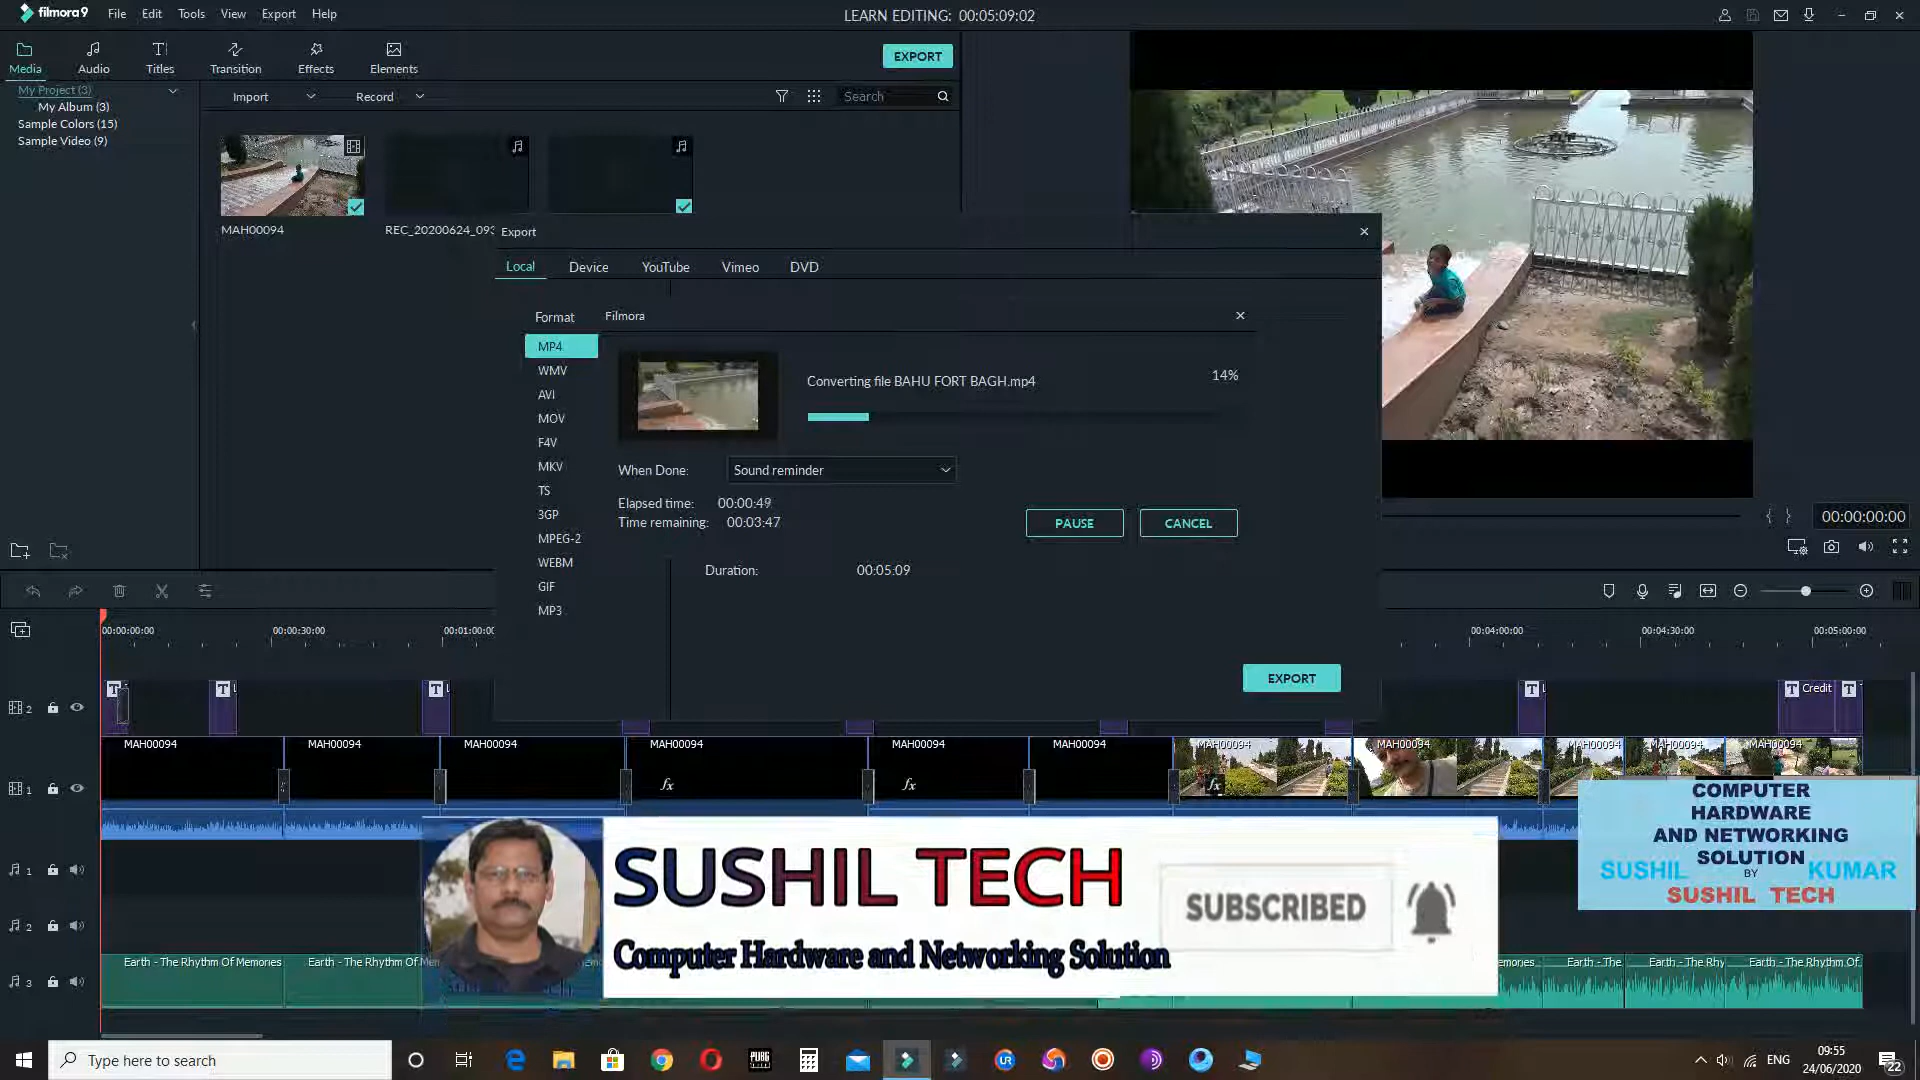 filmora9
File Edit Tools View Export Help
LEARN EDITING: 00:05:09:02
Media Audio Titles Transition Effects Elements
EXPORT
My Project (3)
My Album (3)
Sample Colors (15)
Sample Video (9)
Import Record Search
MAH00094
REC_20200624_093
Export
Local Device YouTube Vimeo DVD
Format
MP4
WMV
AVI
MOV
F4V
MKV
TS
3GP
MPEG-2
WEBM
GIF
MP3
Filmora
Converting file BAHU FORT BAGH.mp4
14%
When Done: Sound reminder
Elapsed time: 00:00:49
Time remaining: 00:03:47
PAUSE CANCEL
Duration: 00:05:09
EXPORT
{ } 00:00:00:00
00:00:00:00 00:00:30:00 00:01:00:00 00:04:00:00 00:04:30:00 00:05:00:00
2 T T T T T Credit T
MAH00094 MAH00094 MAH00094 MAH00094 MAH00094 MAH00094 MAH00094 MAH00094 MAH00094 MAH00094 MAH00094
1 fx fx fx
COMPUTER
HARDWARE
AND NETWORKING
SOLUTION
SUSHIL BY KUMAR
SUSHIL TECH
1
2
3
SUSHIL TECH
Computer Hardware and Networking Solution
SUBSCRIBED
Earth - The Rhythm Of Memories Earth - The Rhythm Of Mem emories Earth - The Earth - The Rhy Earth - The Rhythm Of
Type here to search
PUBG
UR
ENG
09:55
24/06/2020
22